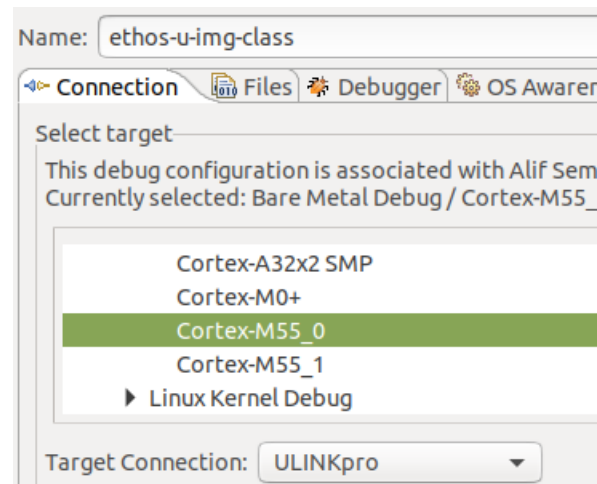 Name: ethos-u-img-class
Connection Files Debugger OS Awaren
Select target
This debug configuration is associated with Alif Sem
Currently selected: Bare Metal Debug / Cortex-M55_
Cortex-A32x2 SMP
Cortex-M0+
Cortex-M55_0
Cortex-M55_1
Linux Kernel Debug
Target Connection: ULINKpro